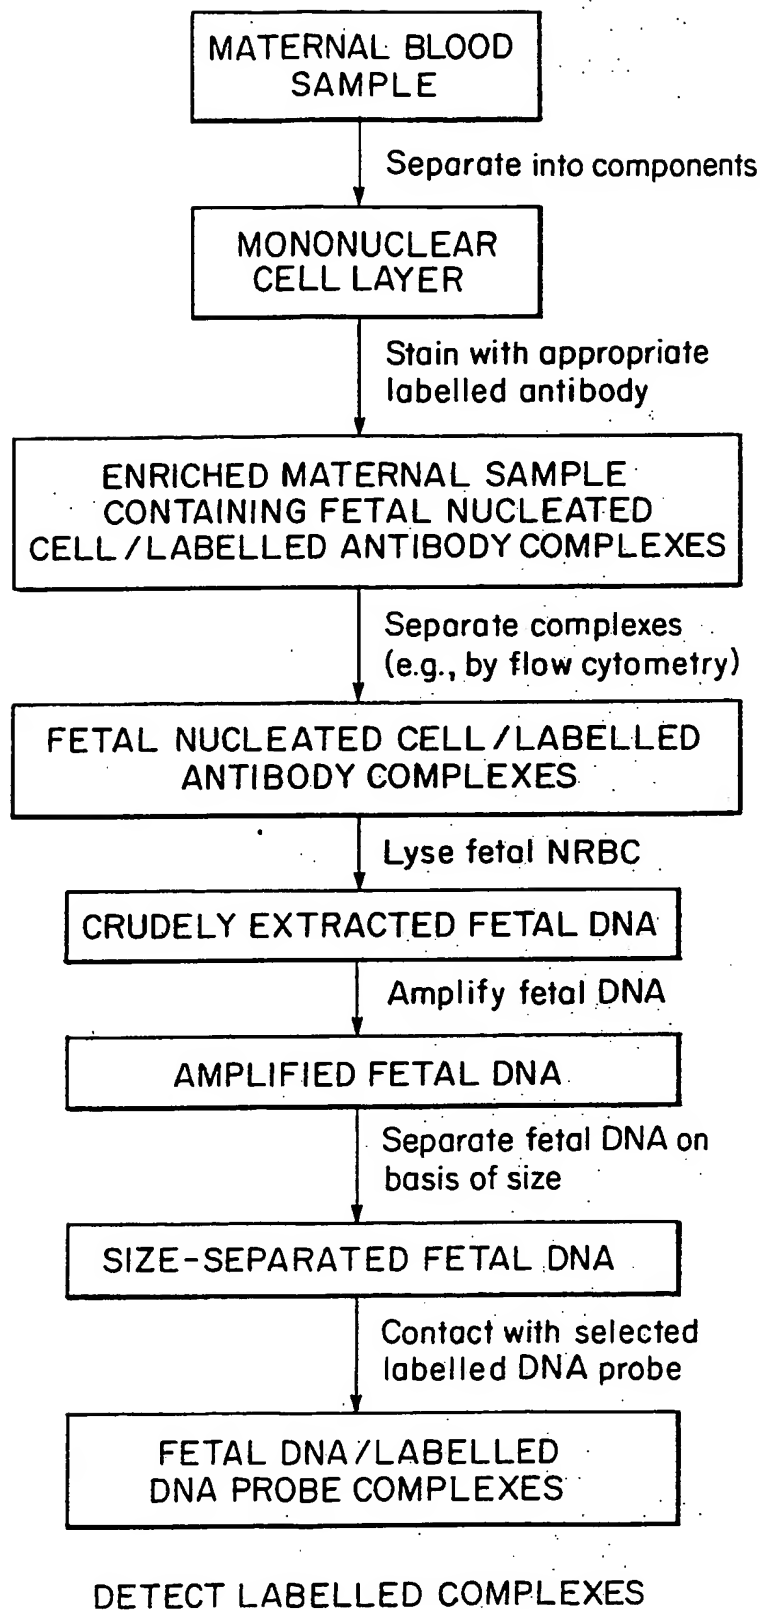 MATERNAL BLOOD
SAMPLE
Separate into components
MONONUCLEAR
CELL LAYER
Stain with appropriate
labelled antibody
ENRICHED MATERNAL SAMPLE
CONTAINING FETAL NUCLEATED
CELL/LABELLED ANTIBODY COMPLEXES
Separate complexes
(e.g., by flow cytometry)
FETAL NUCLEATED CELL/LABELLED
ANTIBODY COMPLEXES
Lyse fetal NRBC
CRUDELY EXTRACTED FETAL DNA
Amplify fetal DNA
AMPLIFIED FETAL DNA
Separate fetal DNA on
basis of size
SIZE-SEPARATED FETAL DNA
Contact with selected
labelled DNA probe
FETAL DNA/LABELLED
DNA PROBE COMPLEXES
DETECT LABELLED COMPLEXES